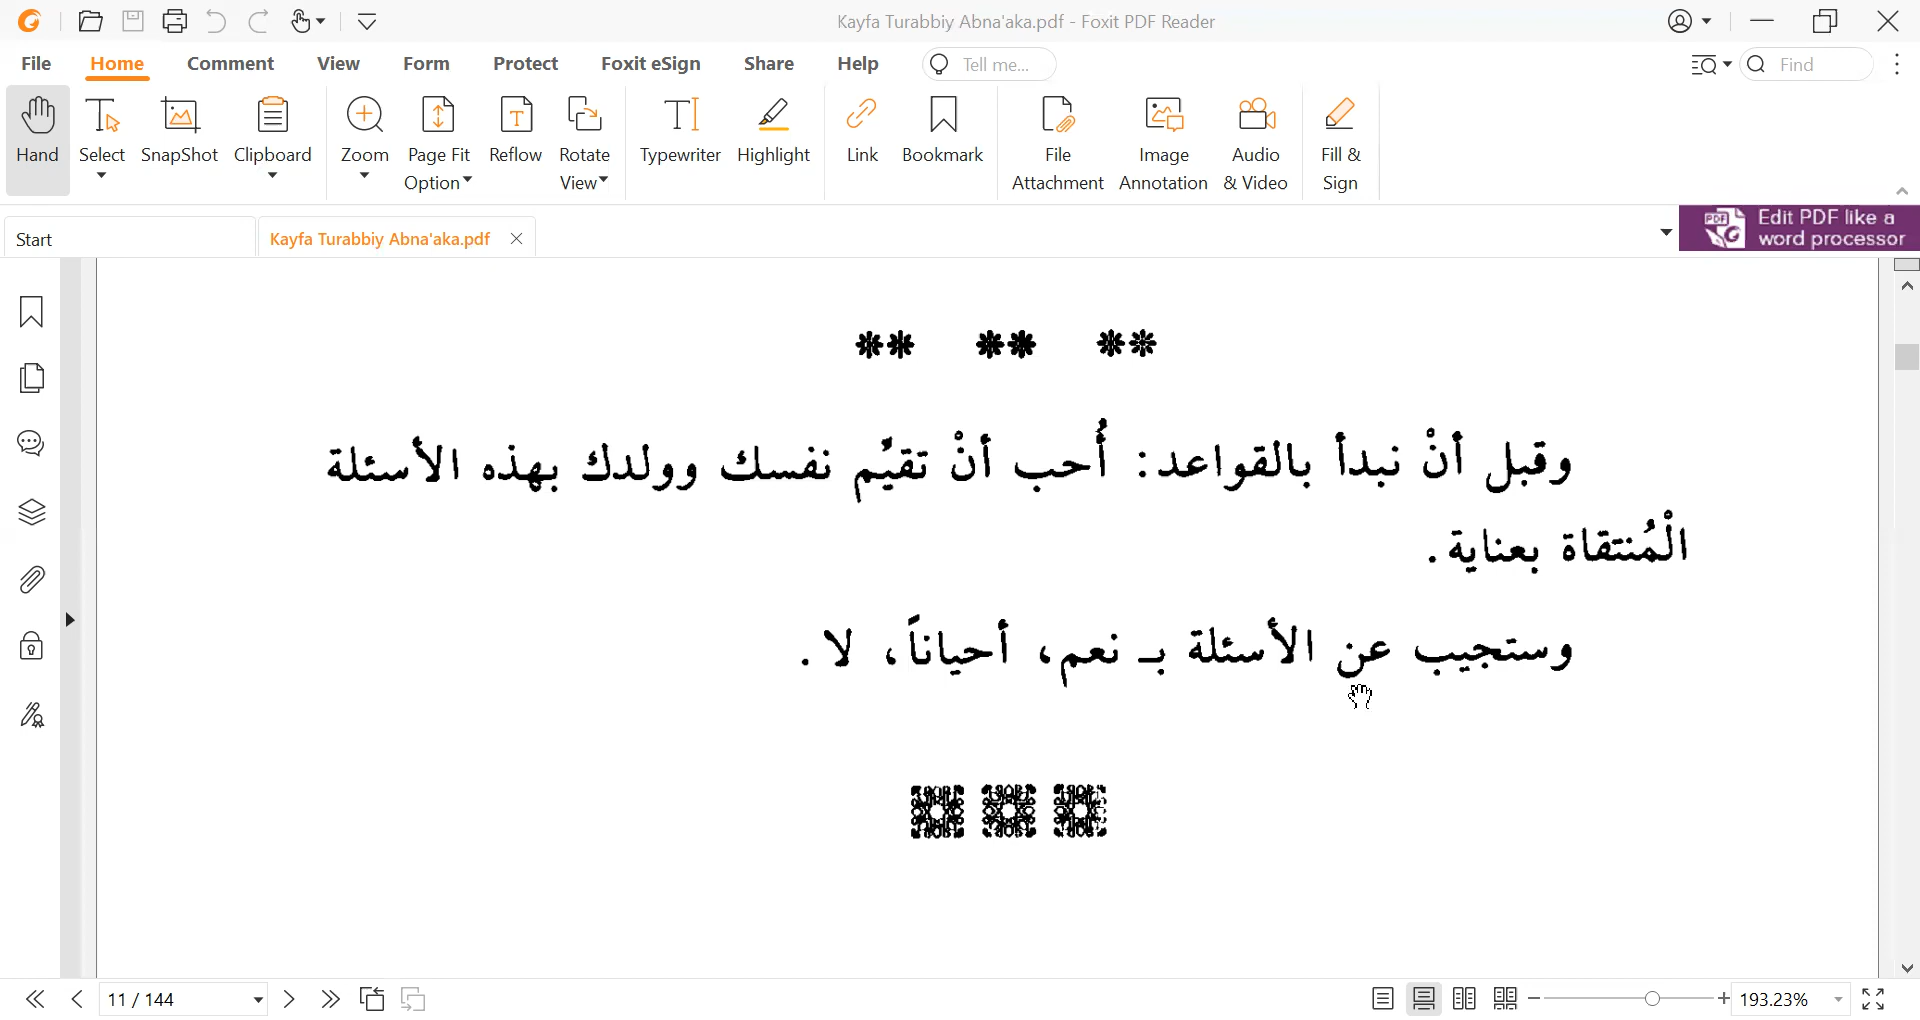 Kayfa Turabbiy Abna'aka.pdf - Foxit PDF Reader
File Home Comment View Form Protect Foxit eSign Share Help Tell me... Find
Hand Select SnapShot Clipboard Zoom Page Fit Option Reflow Rotate View Typewriter Highlight Link Bookmark File Attachment Image Annotation Audio & Video Fill & Sign
Start Kayfa Turabbiy Abna'aka.pdf
PDF Edit PDF like a
word processor
** ** **
وقبل أنْ نبدأ بالقواعد: أُحب أنْ تقيِّم نفسك وولدك بهذه الأسئلة
الْمُنتقاة بعناية.
وستجيب عن الأسئلة بـ نعم، أحياناً، لا.
11 / 144 193.23%